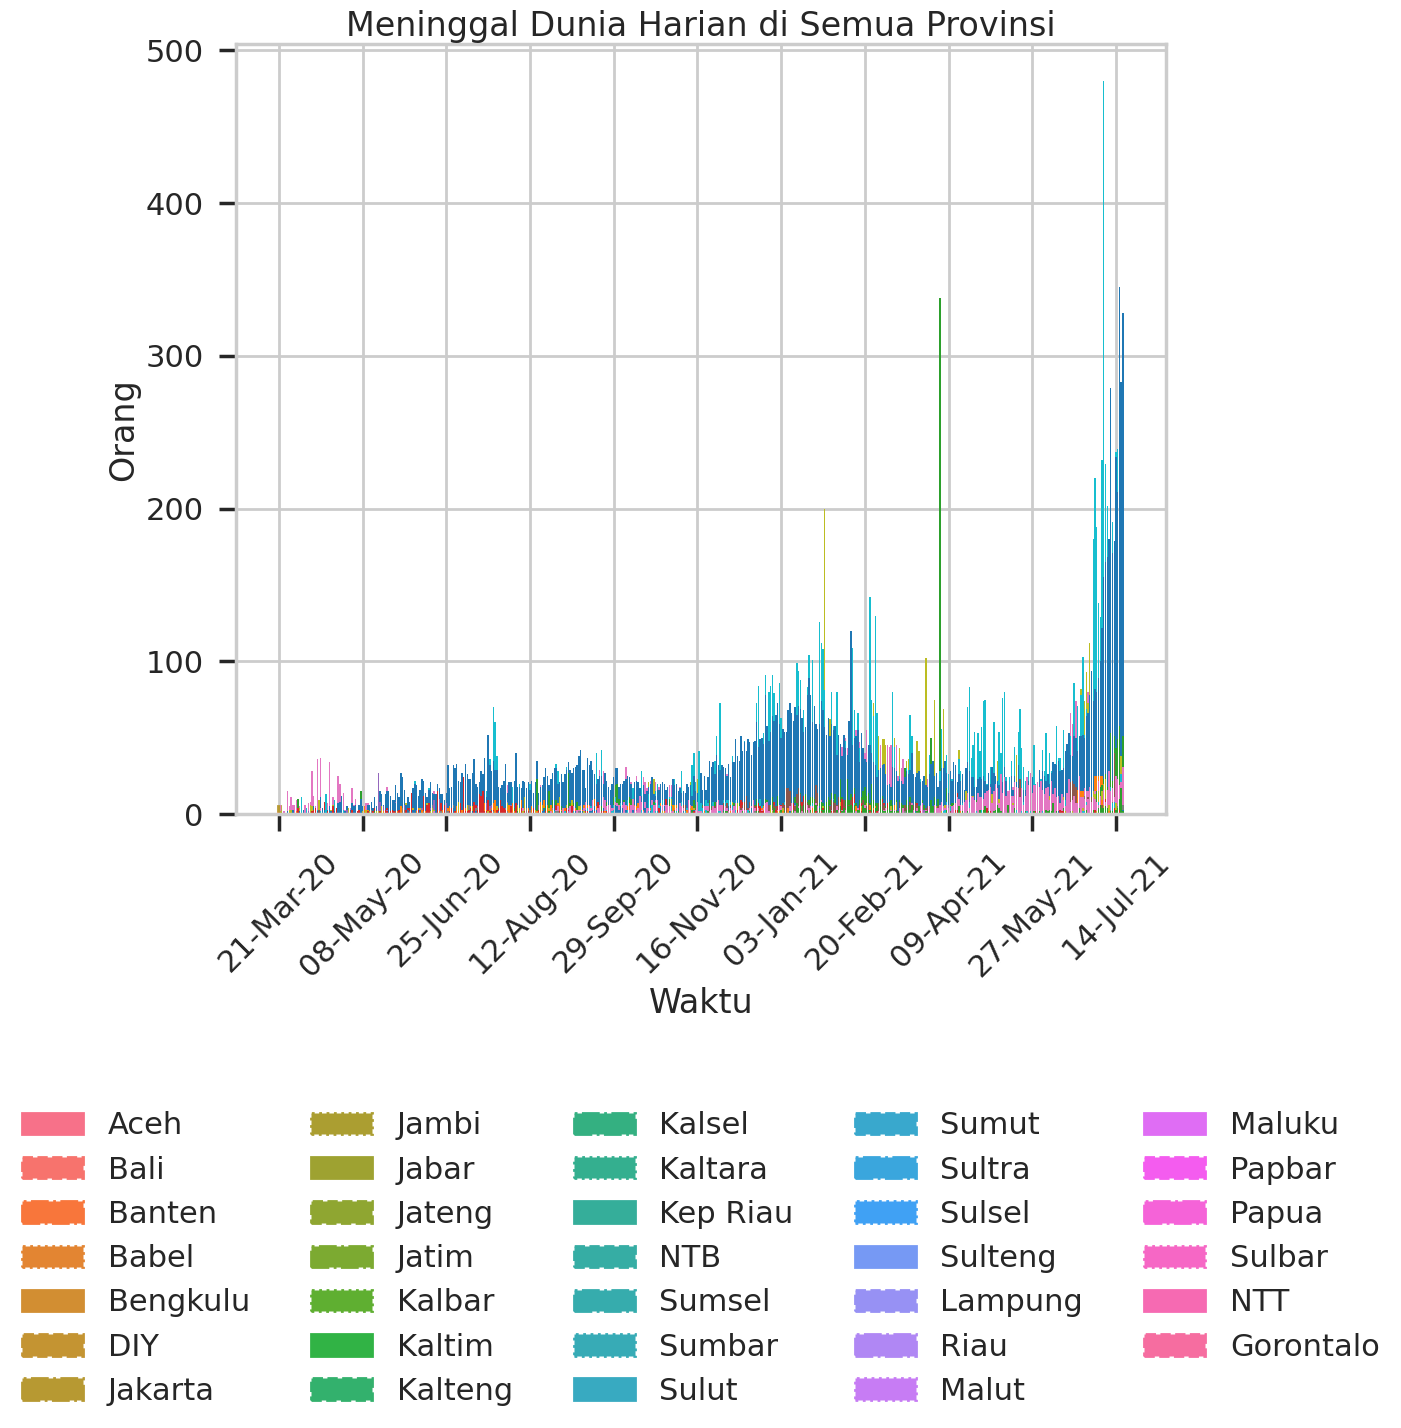 Meninggal Dunia Harian di Semua Provinsi
500
400
300
200
100
0
Orang
21-Mar-20
08-May-20
25-Jun-20
12-Aug-20
29-Sep-20
16-Nov-20
03-Jan-21
20-Feb-21
09-Apr-21
27-May-21
14-Jul-21
Waktu
Aceh
Bali
Banten
Babel
Bengkulu
DIY
Jakarta
Jambi
Jabar
Jateng
Jatim
Kalbar
Kaltim
Kalteng
Kalsel
Kaltara
Kep Riau
NTB
Sumsel
Sumbar
Sulut
Sumut
Sultra
Sulsel
Sulteng
Lampung
Riau
Malut
Maluku
Papbar
Papua
Sulbar
NTT
Gorontalo